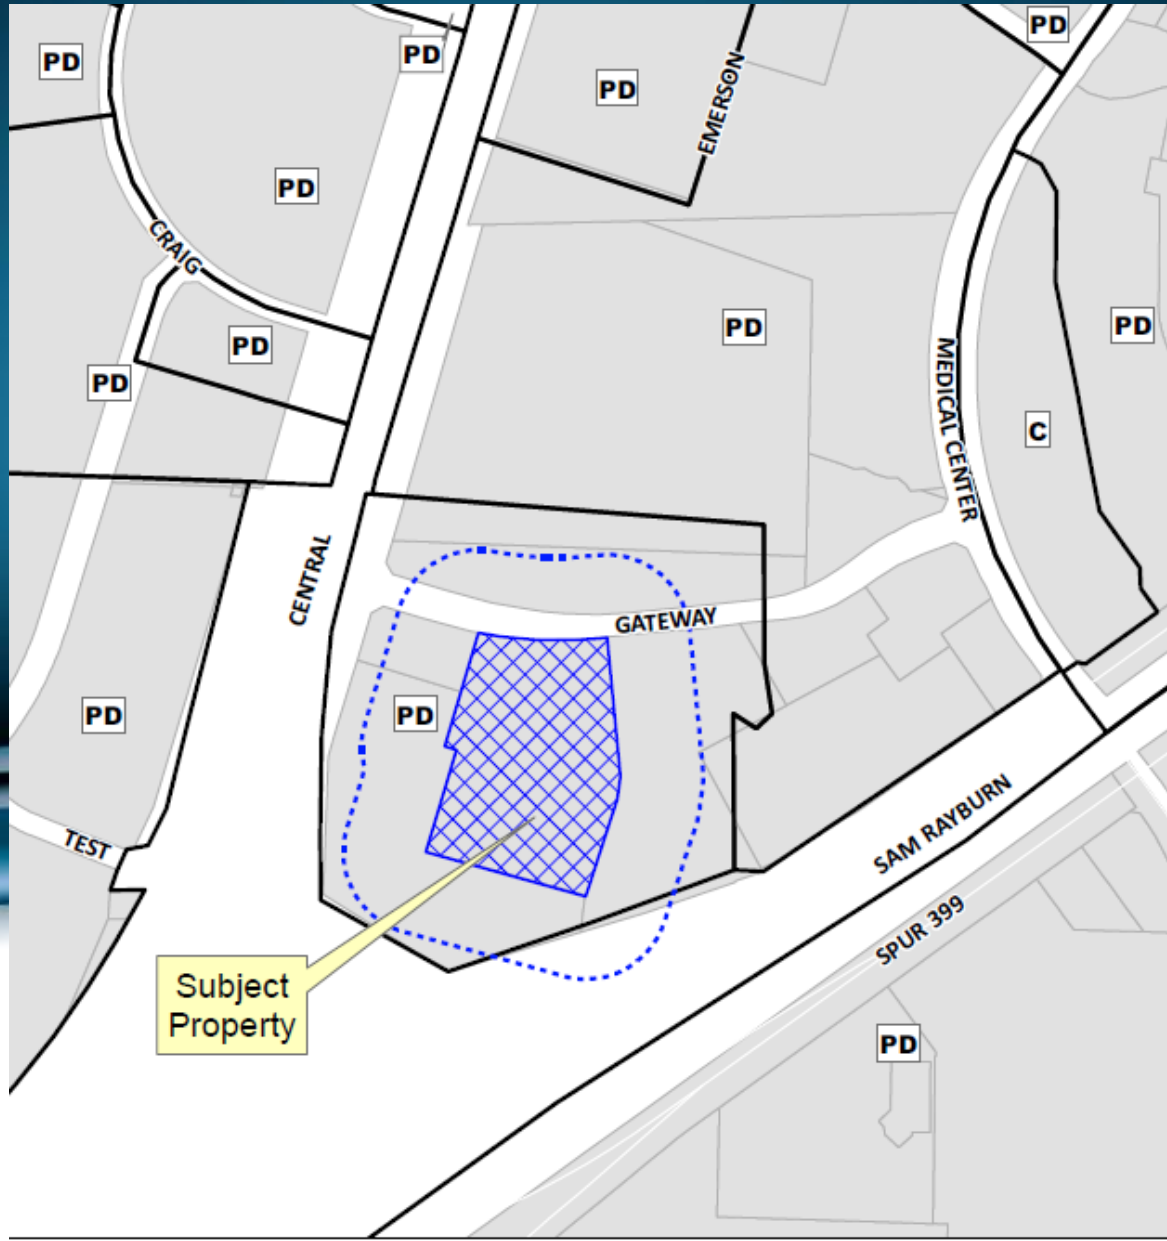 PD
PD
PD
PD
EMERSON
PD
CRAIG
PD
PD
PD
PD
MEDICAL CENTER
C
CENTRAL
GATEWAY
PD
PD
TEST
SAM RAYBURN
SPUR 399
Subject
Property
PD